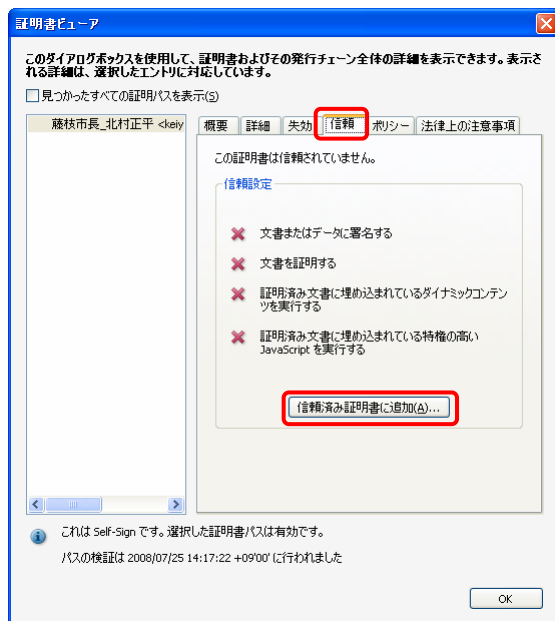 証明書ビューア
このダイアログボックスを使用して、証明書およびその発行チェーン全体の詳細を表示できます。表示さ
れる詳細は、選択したエントリに対応しています。
見つかったすべての証明パスを表示(S)
藤枝市長_北村正平 <keiy
概要 詳細 失効 信頼 ポリシー 法律上の注意事項
この証明書は信頼されていません。
信頼設定
文書またはデータに署名する
文書を証明する
証明済み文書に埋め込まれているダイナミックコンテン
ツを実行する
証明済み文書に埋め込まれている特権の高い
JavaScript を実行する
信頼済み証明書に追加(A)...
これは Self-Sign です。選択した証明書パスは有効です。
パスの検証は 2008/07/25 14:17:22 +09'00' に行われました
OK